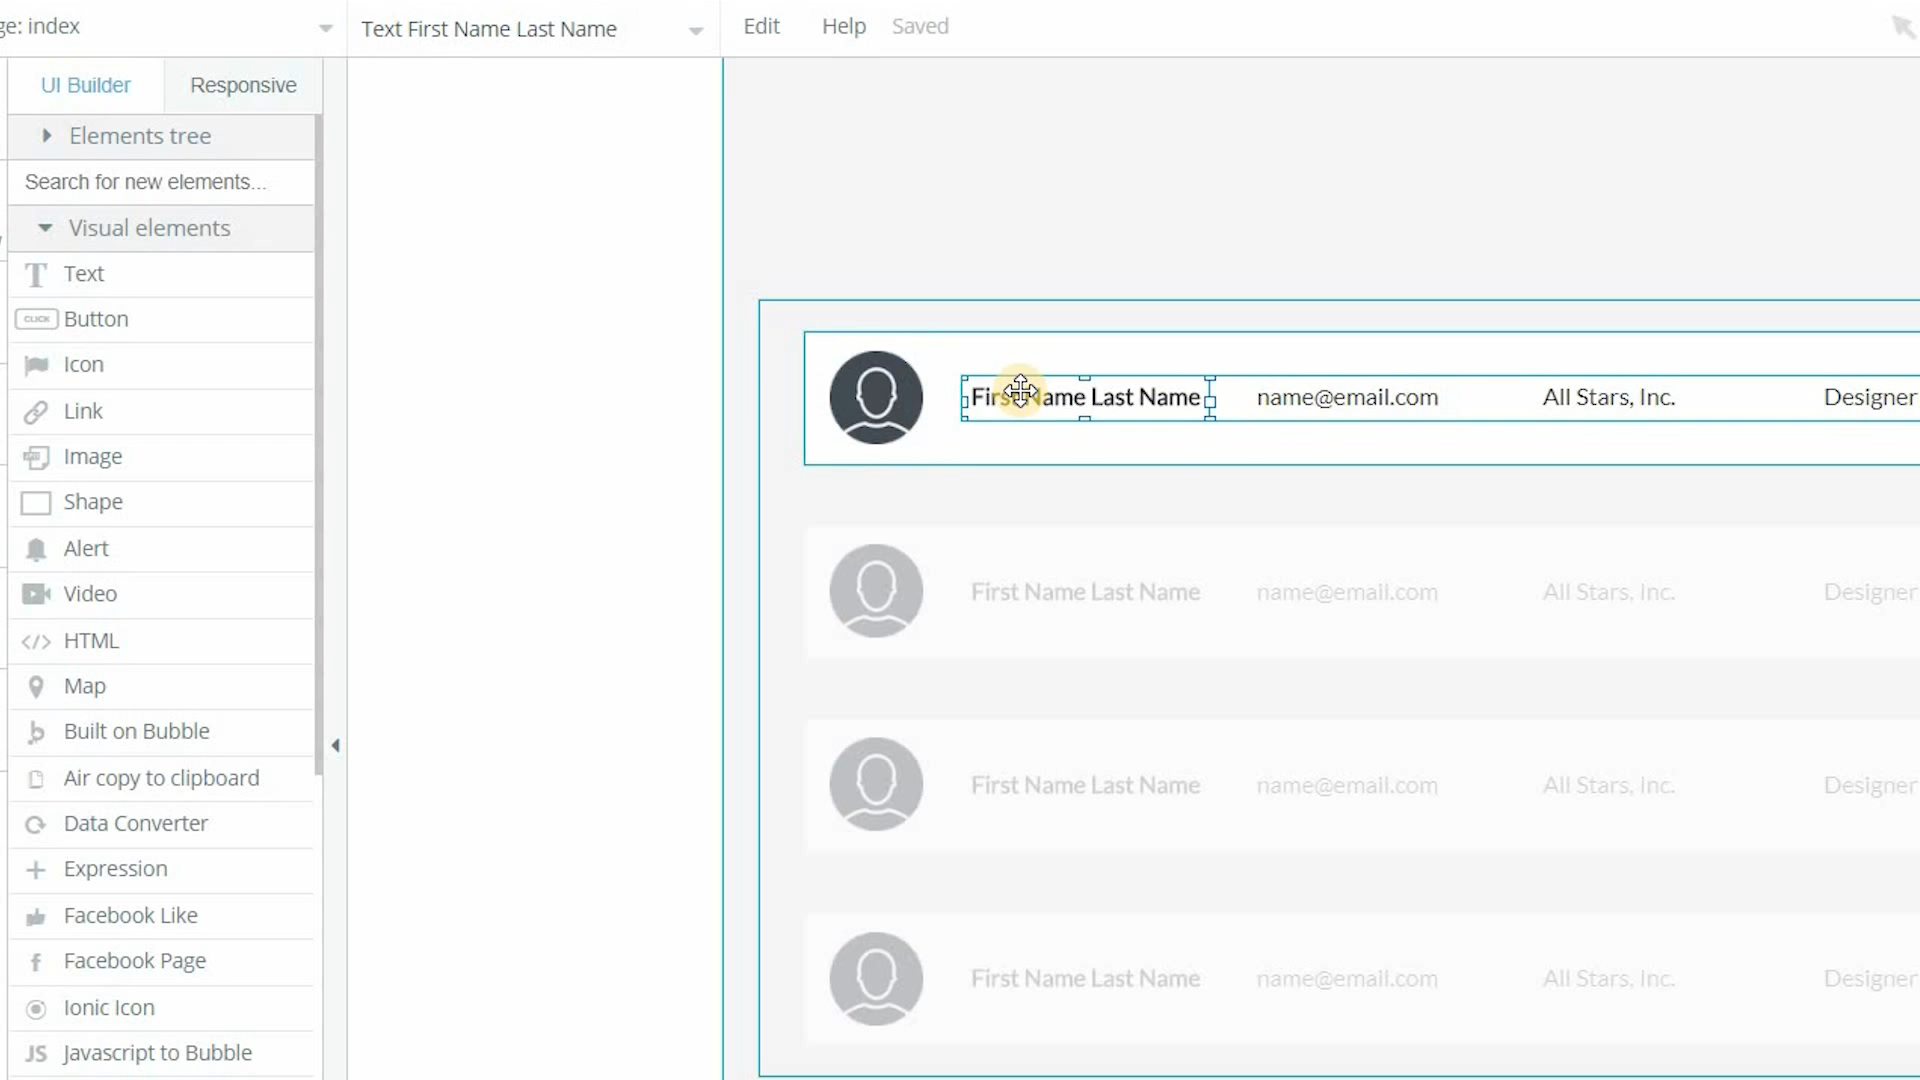 ge: index
Text First Name Last Name
Edit
Help
Saved
UI Builder
Responsive
Elements tree
Search for new elements...
Visual elements
T Text
CLICK Button
Icon
Link
Image
Shape
Alert
Video
</> HTML
Map
Built on Bubble
Air copy to clipboard
Data Converter
Expression
Facebook Like
f Facebook Page
Ionic Icon
JS Javascript to Bubble
First Name Last Name name@email.com All Stars, Inc. Designer
First Name Last Name name@email.com All Stars, Inc. Designer
First Name Last Name name@email.com All Stars, Inc. Designer
First Name Last Name name@email.com All Stars, Inc. Designer